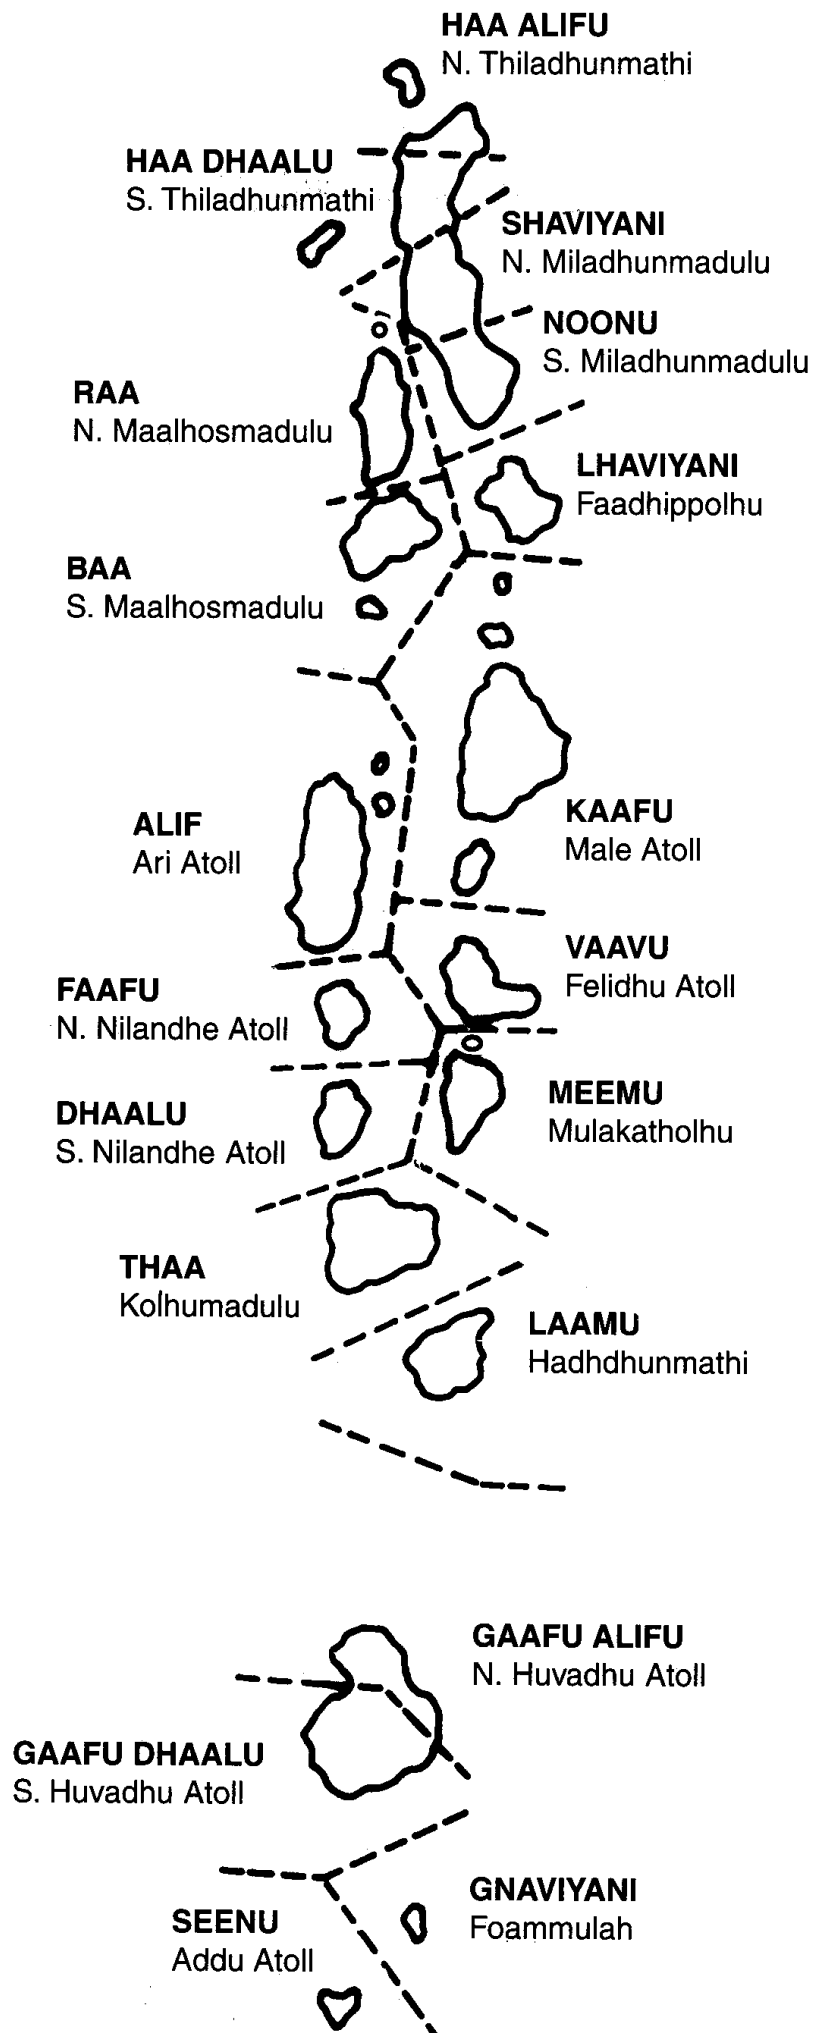 HAA ALIFU
N. Thiladhunmathi
HAA DHAALU
S. Thiladhunmathi
SHAVIYANI
N. Miladhunmadulu
NOONU
S. Miladhunmadulu
RAA
N. Maalhosmadulu
LHAVIYANI
Faadhippolhu
BAA
S. Maalhosmadulu
KAAFU
Male Atoll
ALIF
Ari Atoll
VAAVU
Felidhu Atoll
FAAFU
N. Nilandhe Atoll
MEEMU
Mulakatholhu
DHAALU
S. Nilandhe Atoll
THAA
Kolhumadulu
LAAMU
Hadhdhunmathi
GAAFU ALIFU
N. Huvadhu Atoll
GAAFU DHAALU
S. Huvadhu Atoll
GNAVIYANI
Foammulah
SEENU
Addu Atoll